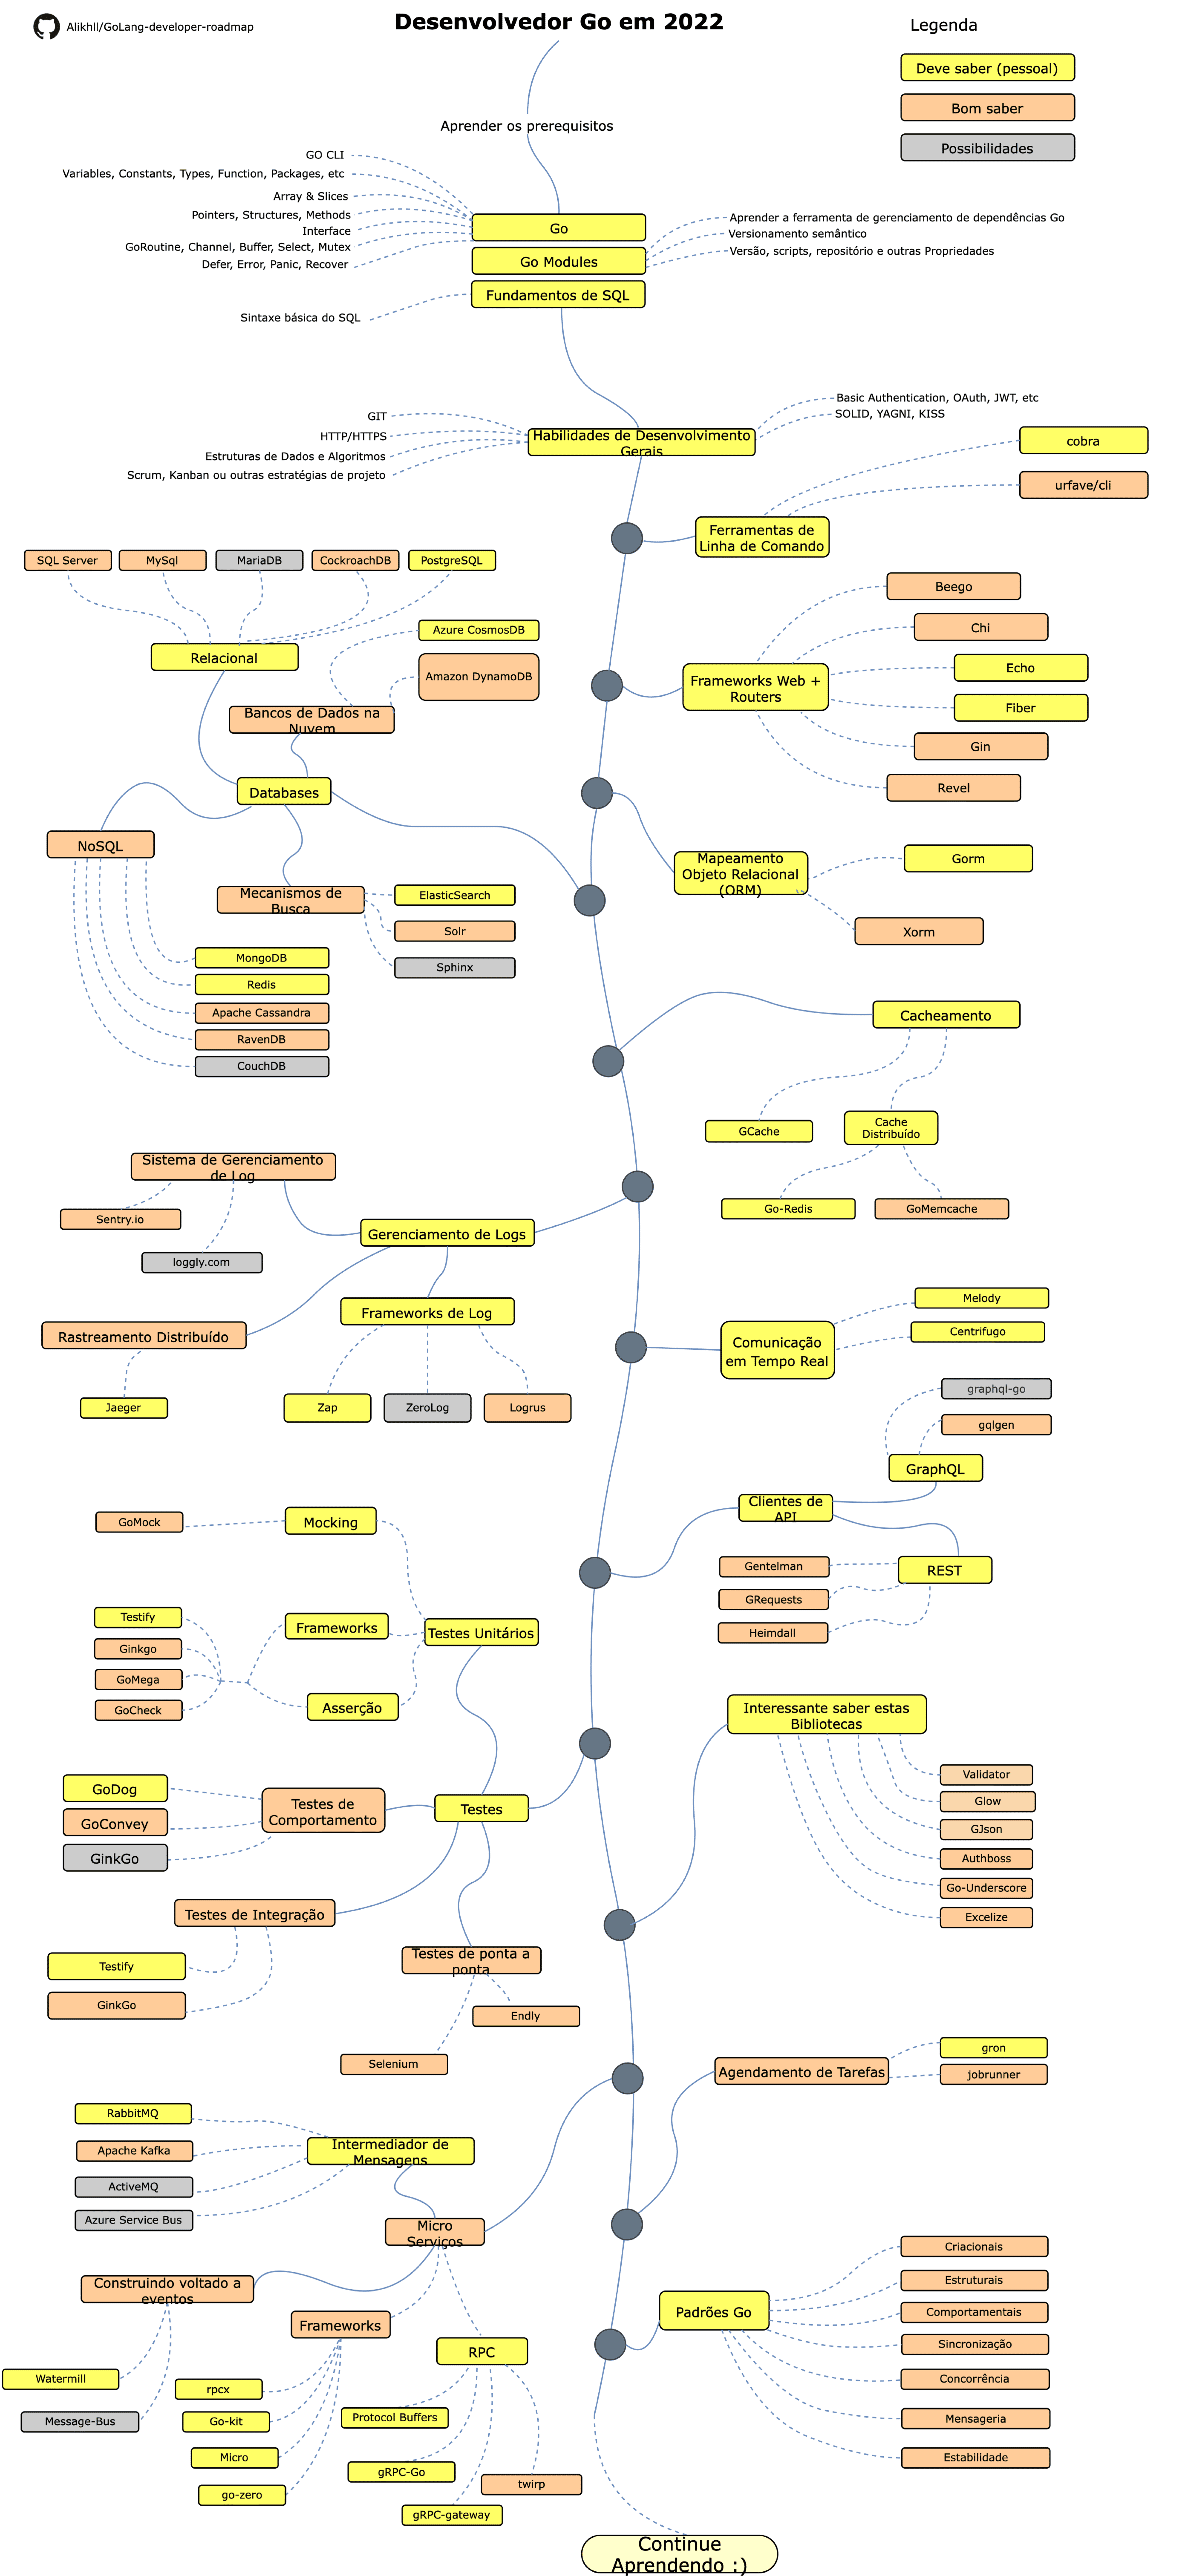 Alikhll/GoLang-developer-roadmap
Desenvolvedor Go em 2022
Legenda
Deve saber (pessoal)
Bom saber
Possibilidades
Aprender os prerequisitos
GO CLI
Variables, Constants, Types, Function, Packages, etc
Array & Slices
Pointers, Structures, Methods
Interface
GoRoutine, Channel, Buffer, Select, Mutex
Defer, Error, Panic, Recover
Go
Go Modules
Fundamentos de SQL
Aprender a ferramenta de gerenciamento de dependências Go
Versionamento semântico
Versão, scripts, repositório e outras Propriedades
Sintaxe básica do SQL
GIT
HTTP/HTTPS
Estruturas de Dados e Algoritmos
Scrum, Kanban ou outras estratégias de projeto
Habilidades de Desenvolvimento
Gerais
Basic Authentication, OAuth, JWT, etc
SOLID, YAGNI, KISS
cobra
urfave/cli
Ferramentas de
Linha de Comando
SQL Server
MySql
MariaDB
CockroachDB
PostgreSQL
Relacional
Azure CosmosDB
Amazon DynamoDB
Bancos de Dados na
Nuvem
Beego
Chi
Echo
Fiber
Gin
Revel
Frameworks Web +
Routers
Databases
NoSQL
Mecanismos de
Busca
ElasticSearch
Solr
Sphinx
MongoDB
Redis
Apache Cassandra
RavenDB
CouchDB
Mapeamento
Objeto Relacional
(ORM)
Gorm
Xorm
Cacheamento
GCache
Cache
Distribuído
Go-Redis
GoMemcache
Sistema de Gerenciamento
de Log
Sentry.io
loggly.com
Gerenciamento de Logs
Rastreamento Distribuído
Frameworks de Log
Jaeger
Zap
ZeroLog
Logrus
Comunicação
em Tempo Real
Melody
Centrifugo
graphql-go
gqlgen
GraphQL
Clientes de
API
REST
Gentelman
GRequests
Heimdall
GoMock
Mocking
Testify
Ginkgo
GoMega
GoCheck
Frameworks
Testes Unitários
Asserção
Interessante saber estas
Bibliotecas
Validator
Glow
GJson
Authboss
Go-Underscore
Excelize
GoDog
GoConvey
GinkGo
Testes de
Comportamento
Testes
Testes de Integração
Testify
GinkGo
Testes de ponta a
ponta
Endly
Selenium
Agendamento de Tarefas
gron
jobrunner
RabbitMQ
Apache Kafka
ActiveMQ
Azure Service Bus
Intermediador de
Mensagens
Micro
Serviços
Construindo voltado a
eventos
Frameworks
RPC
Watermill
Message-Bus
rpcx
Go-kit
Micro
go-zero
Protocol Buffers
gRPC-Go
twirp
gRPC-gateway
Padrões Go
Criacionais
Estruturais
Comportamentais
Sincronização
Concorrência
Mensageria
Estabilidade
Continue
Aprendendo :)